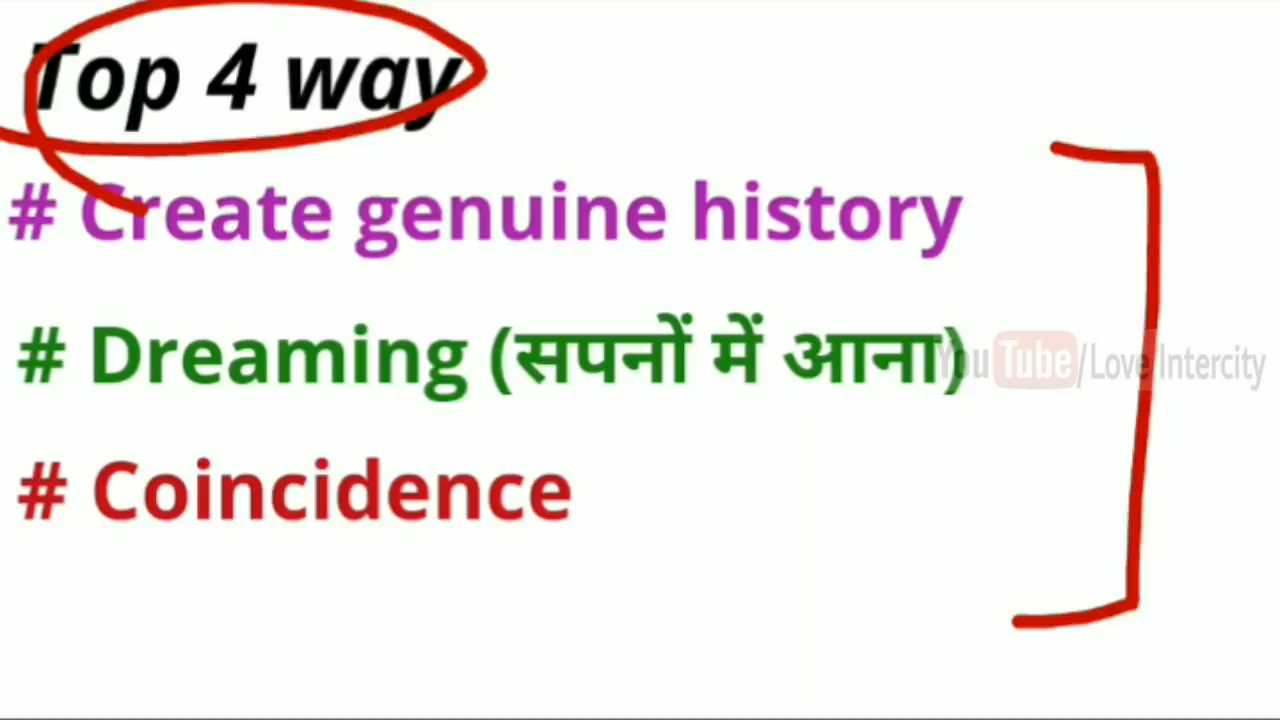 Top 4 way
# Create genuine history
# Dreaming (सपनों में आना)
YouTube/Love Intercity
# Coincidence